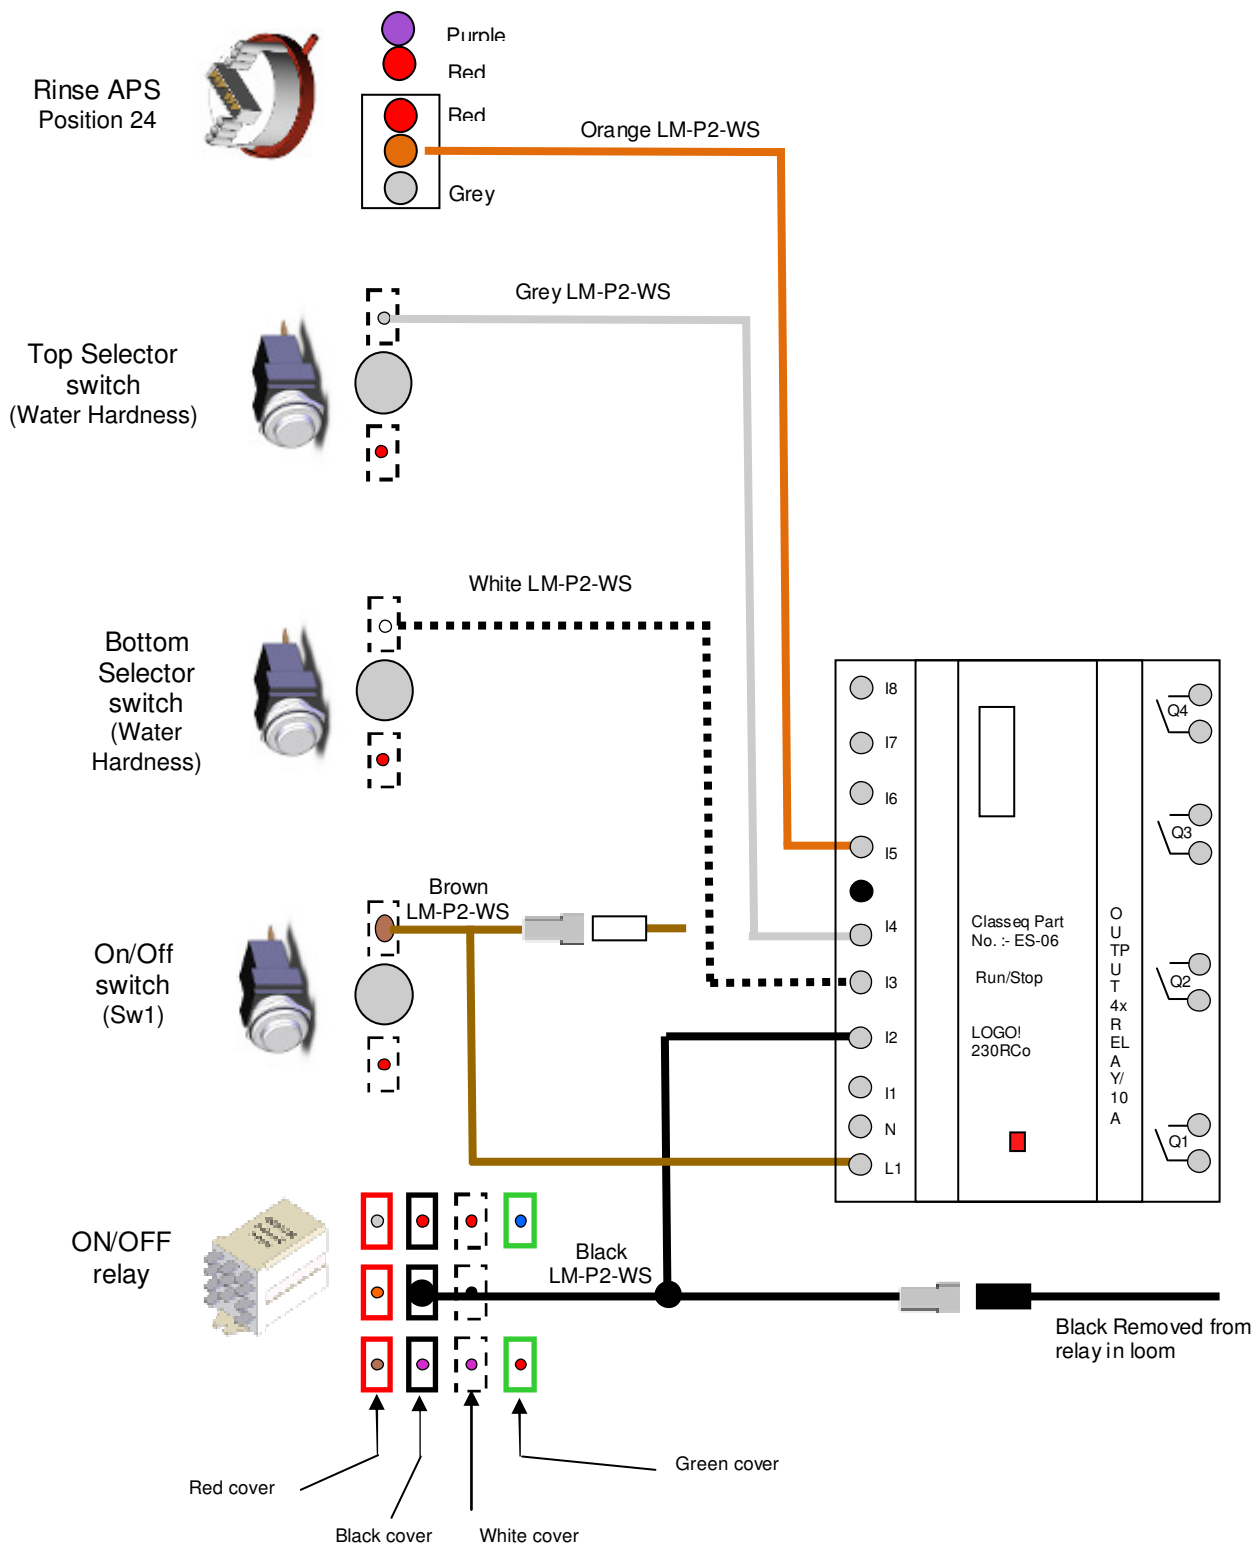 Purple
Red
Rinse APS
Position 24
Red
Orange LM-P2-WS
Grey
Grey LM-P2-WS
Top Selector
switch
(Water Hardness)
White LM-P2-WS
Bottom
Selector
switch
(Water
Hardness)
I8
I7
I6
I5
I4
I3
I2
I1
N
L1
Q4
Q3
Q2
Q1
Brown
LM-P2-WS
On/Off
switch
(Sw1)
Classeq Part
No. :- ES-06
Run/Stop
LOGO!
230RCo
O
U
TP
U
T
4x
R
EL
A
Y/
10
A
ON/OFF
relay
Black
LM-P2-WS
Black Removed from
relay in loom
Green cover
Red cover
Black cover
White cover